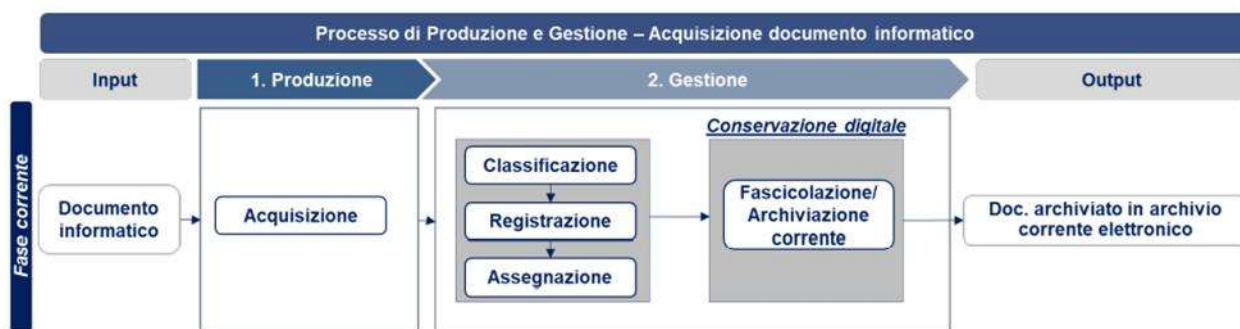 Processo di Produzione e Gestione – Acquisizione documento informatico
Input
1. Produzione
2. Gestione
Output
Fase corrente
Documento
informatico
Acquisizione
Classificazione
Registrazione
Assegnazione
Conservazione digitale
Fascicolazione/
Archiviazione
corrente
Doc. archiviato in archivio
corrente elettronico